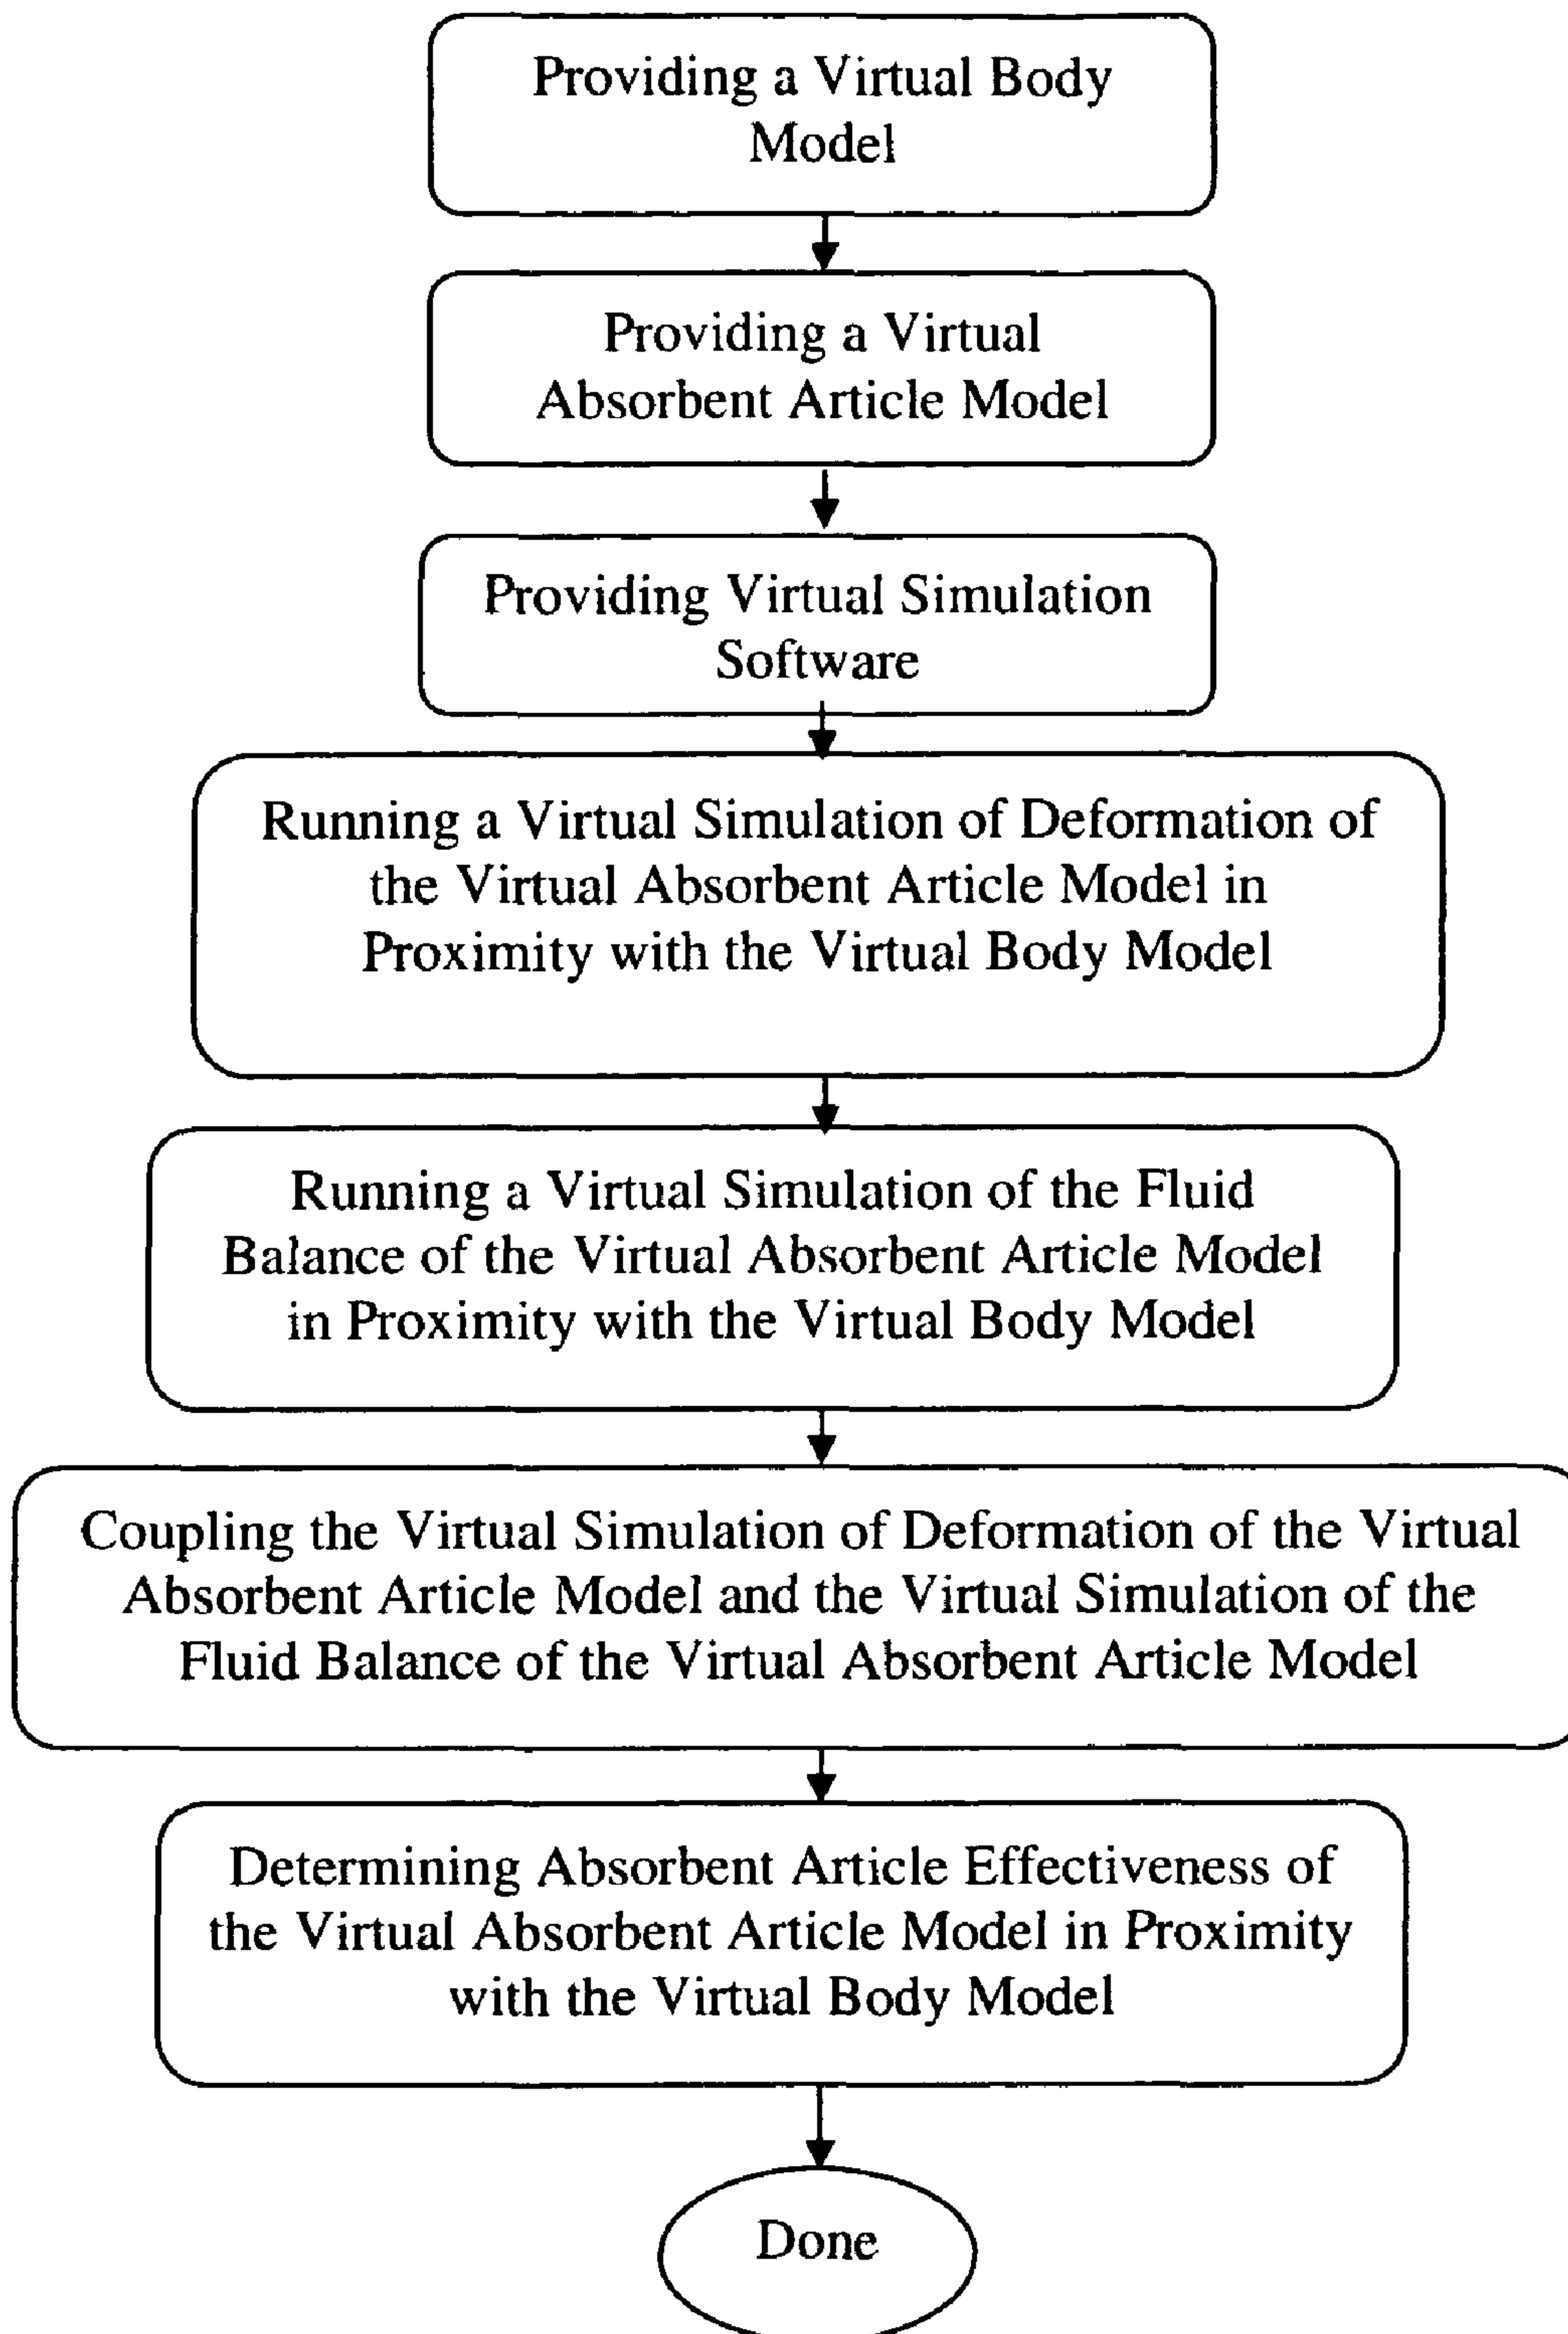 Providing a Virtual Body
Model
Providing a Virtual
Absorbent Article Model
Providing Virtual Simulation
Software
Running a Virtual Simulation of Deformation of
the Virtual Absorbent Article Model in
Proximity with the Virtual Body Model
Running a Virtual Simulation of the Fluid
Balance of the Virtual Absorbent Article Model
in Proximity with the Virtual Body Model
Coupling the Virtual Simulation of Deformation of the Virtual
Absorbent Article Model and the Virtual Simulation of the
Fluid Balance of the Virtual Absorbent Article Model
Determining Absorbent Article Effectiveness of
the Virtual Absorbent Article Model in Proximity
with the Virtual Body Model
Done